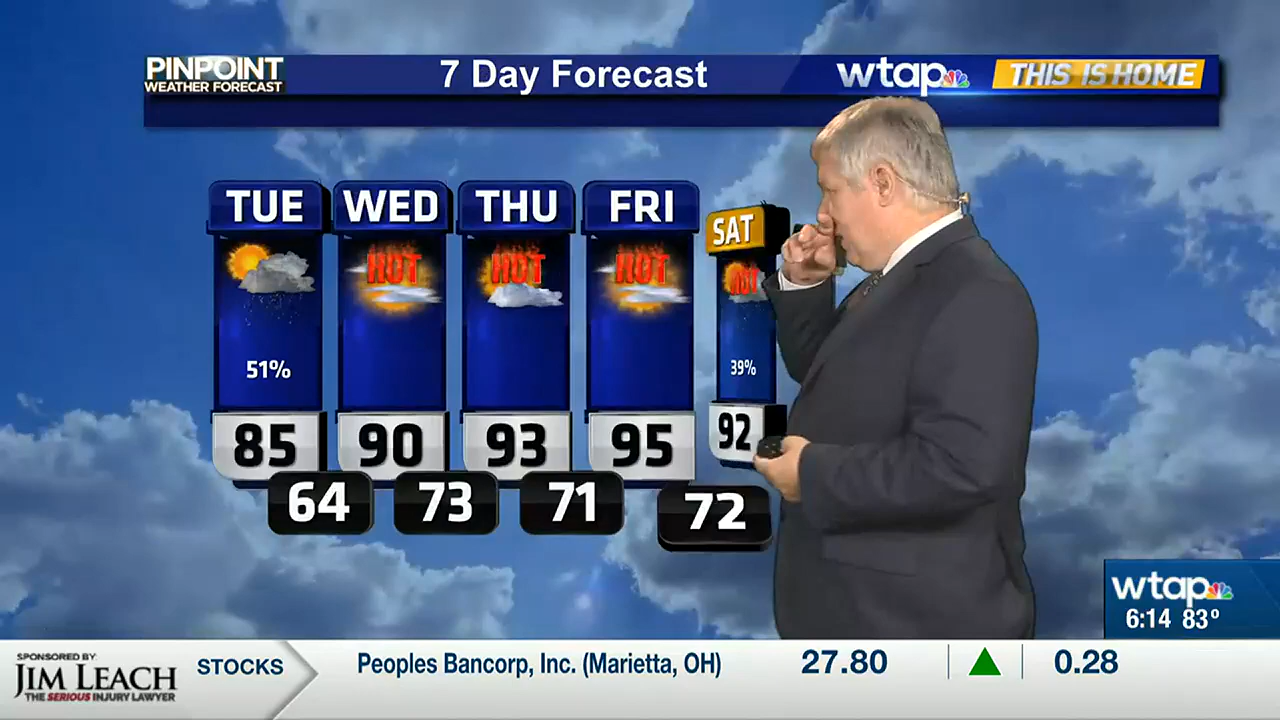 PINPOINT
WEATHER FORECAST
7 Day Forecast
wtap
THIS IS HOME
TUE WED THU FRI SAT
HOT HOT HOT HOT
51% 39%
85 90 93 95 92
64 73 71 72
wtap
6:14 83°
SPONSORED BY
JIM LEACH
THE SERIOUS INJURY LAWYER
STOCKS
Peoples Bancorp, Inc. (Marietta, OH) 27.80 0.28